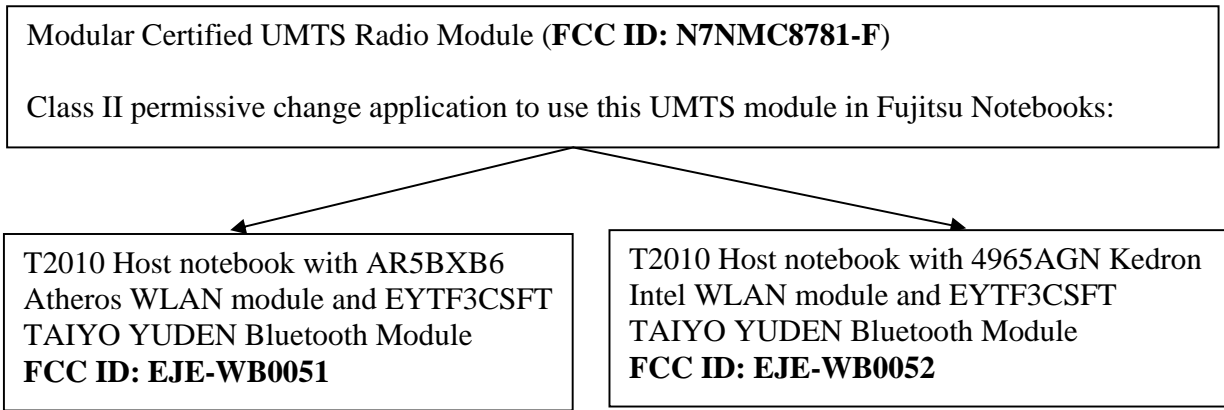 Modular Certified UMTS Radio Module (FCC ID: N7NMC8781-F)
Class II permissive change application to use this UMTS module in Fujitsu Notebooks:
T2010 Host notebook with AR5BXB6
Atheros WLAN module and EYTF3CSFT
TAIYO YUDEN Bluetooth Module
FCC ID: EJE-WB0051
T2010 Host notebook with 4965AGN Kedron
Intel WLAN module and EYTF3CSFT
TAIYO YUDEN Bluetooth Module
FCC ID: EJE-WB0052